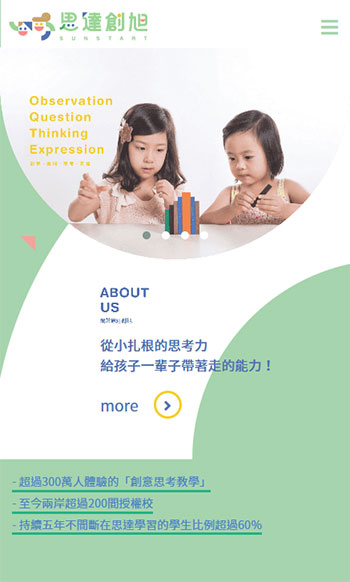 思達創旭
SUNSTART
Observation
Question
Thinking
Expression
ABOUT
US
從小扎根的思考力
給孩子一輩子帶著走的能力！
more
- 超過300萬人體驗的「創意思考教學」
- 至今兩岸超過200間授權校
- 持續五年不間斷在思達學習的學生比例超過60%